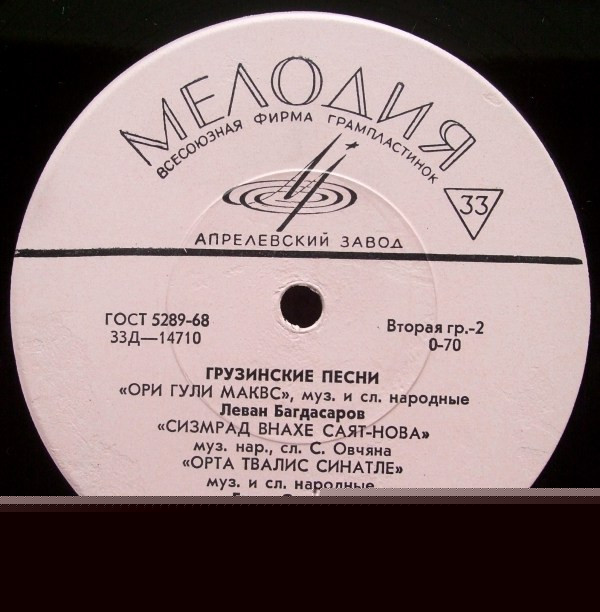 МЕЛОДИЯ
ВСЕСОЮЗНАЯ ФИРМА ГРАМПЛАСТИНОК
33
АПРЕЛЕВСКИЙ ЗАВОД
ГОСТ 5289-68
33Д—14710
Вторая гр.-2
0-70
ГРУЗИНСКИЕ ПЕСНИ
«ОРИ ГУЛИ МАКВС», муз. и сл. народные
Леван Багдасаров
«СИЗМРАД ВНАХЕ САЯТ-НОВА»
муз. нар., сл. С. Овчяна
«ОРТА ТВАЛИС СИНАТЛЕ»
муз. и сл. народные